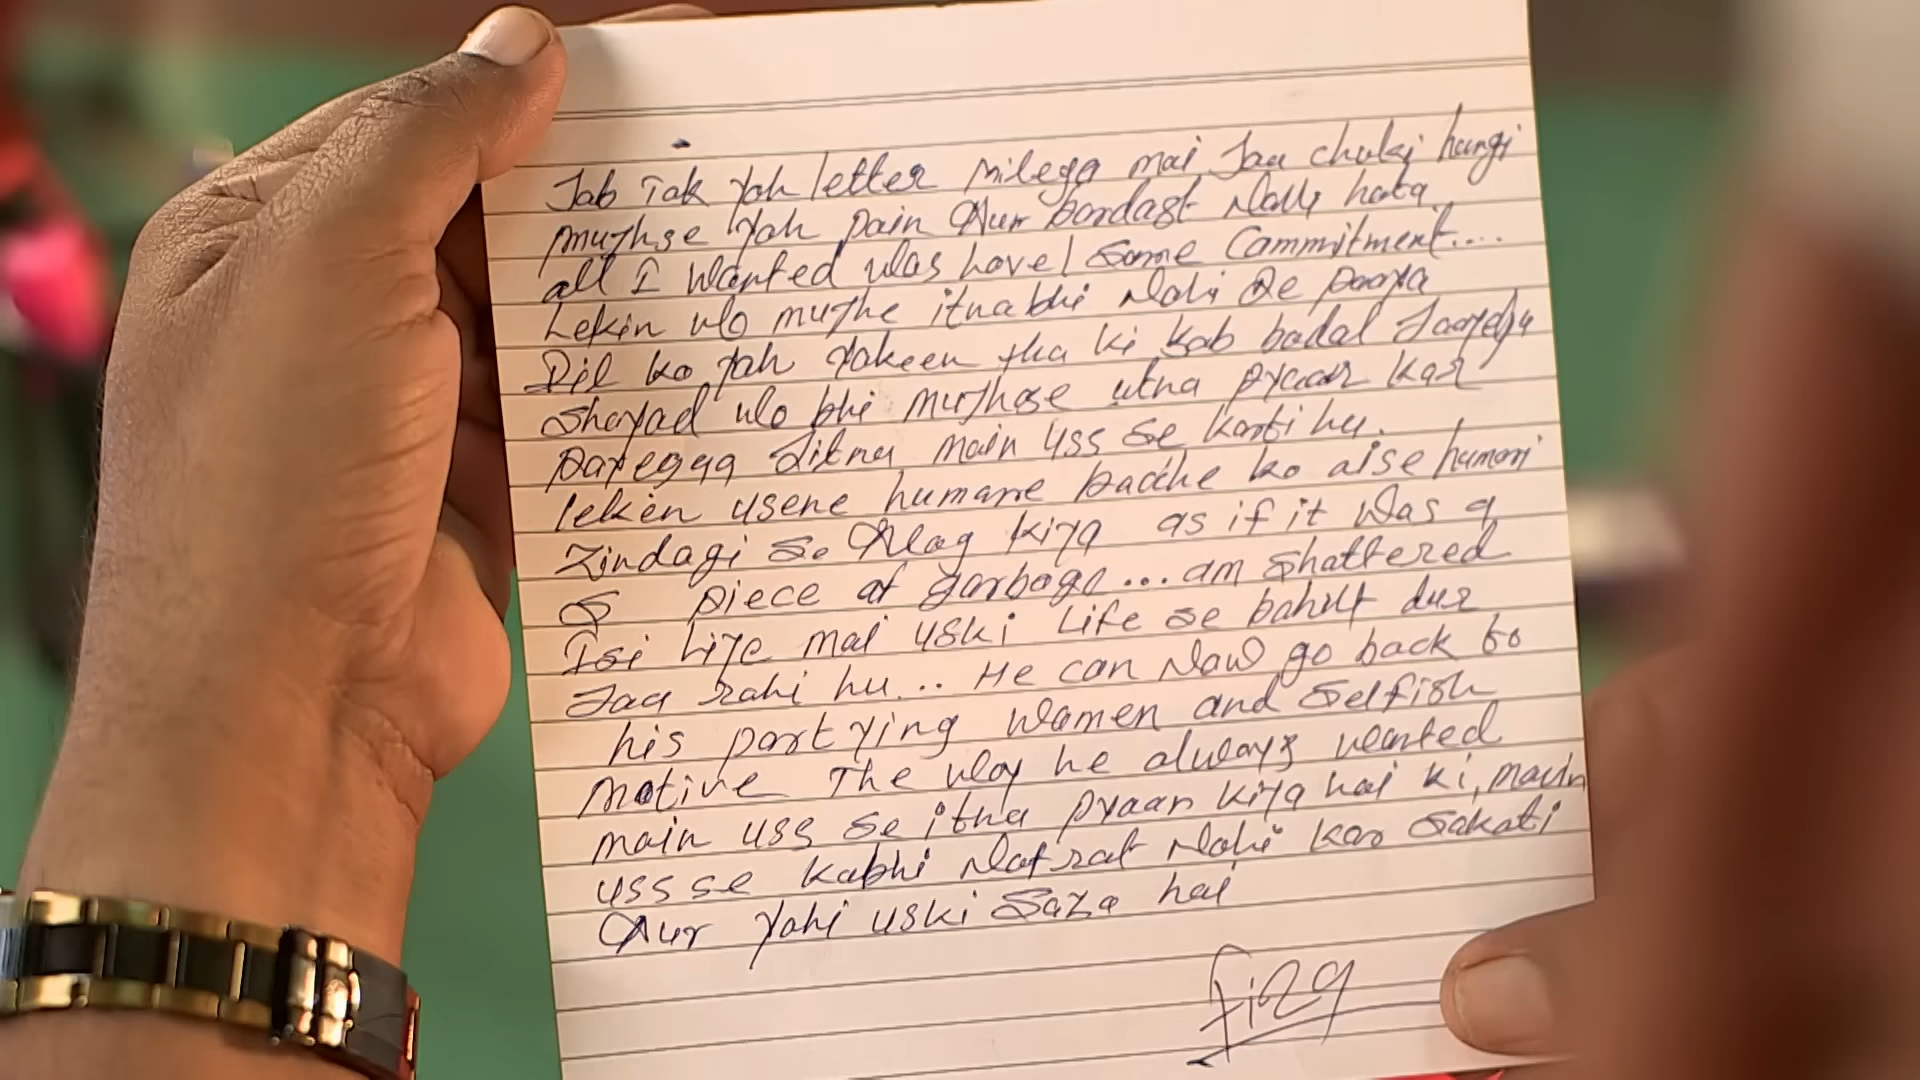 Jab Tak Yah letter Milega mai Jaa chuki hungi
mujhse Yah pain Aur bardast Nahi hota
all I wanted was love / some Commitment....
Lekin wo mujhe itna bhi Nahi De paaya
Dil ko Yah Yakeen tha ki sab badal Jaayega
Shayad wo bhi mujhse utna pyaar kar
payegaa Jitna main uss se karti hu.
leken usene humare bacche ko aise humari
Zindagi se Alag kiya as if it was a
piece of garbage... am shattered
Isi liye mai uski Life se bahut dur
Jaa rahi hu... He can Now go back to
his partying women and selfish
motive The way he always wanted
main uss se itna pyaar kiya hai ki, main
uss se kabhi Nafrat Nahi kar sakati
Aur Yahi uski Saza hai
Fiza